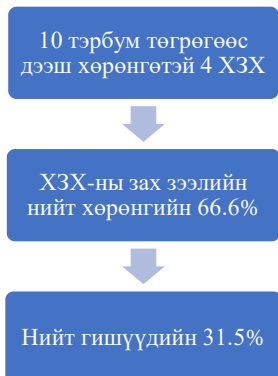 10 тэрбум төгрөгөөс
дээш хөрөнгөтэй 4 ХЗХ
ХЗХ-ны зах зээлийн
нийт хөрөнгийн 66.6%
Нийт гишүүдийн 31.5%